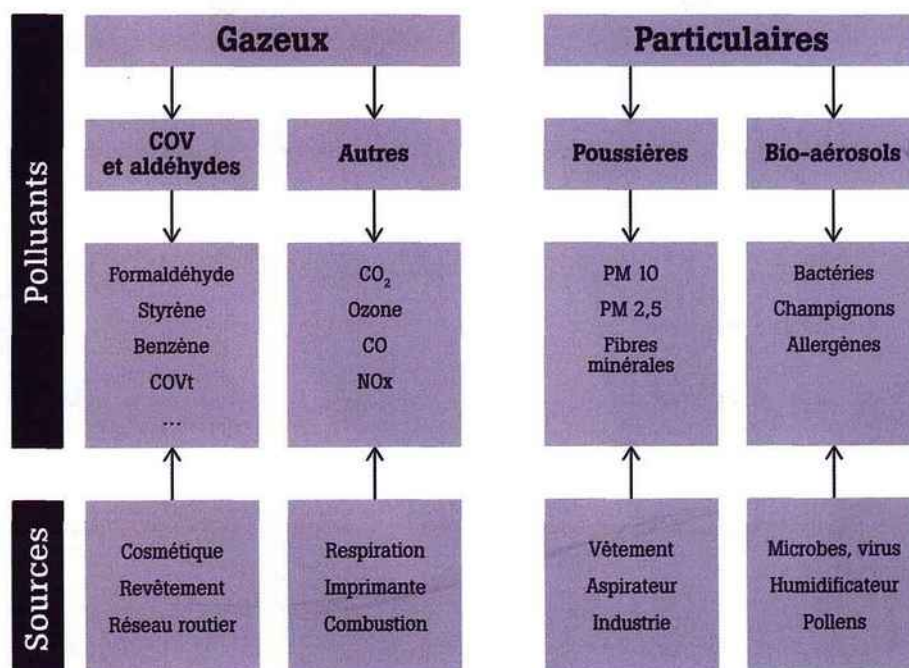 Polluants
Gazeux
COV
et aldéhydes
Formaldéhyde
Styrène
Benzène
COVt
...
Autres
CO₂
Ozone
CO
NOx
Particulaires
Poussières
PM 10
PM 2,5
Fibres
minérales
Bio-aérosols
Bactéries
Champignons
Allergènes
Sources
Cosmétique
Revêtement
Réseau routier
Respiration
Imprimante
Combustion
Vêtement
Aspirateur
Industrie
Microbes, virus
Humidificateur
Pollens